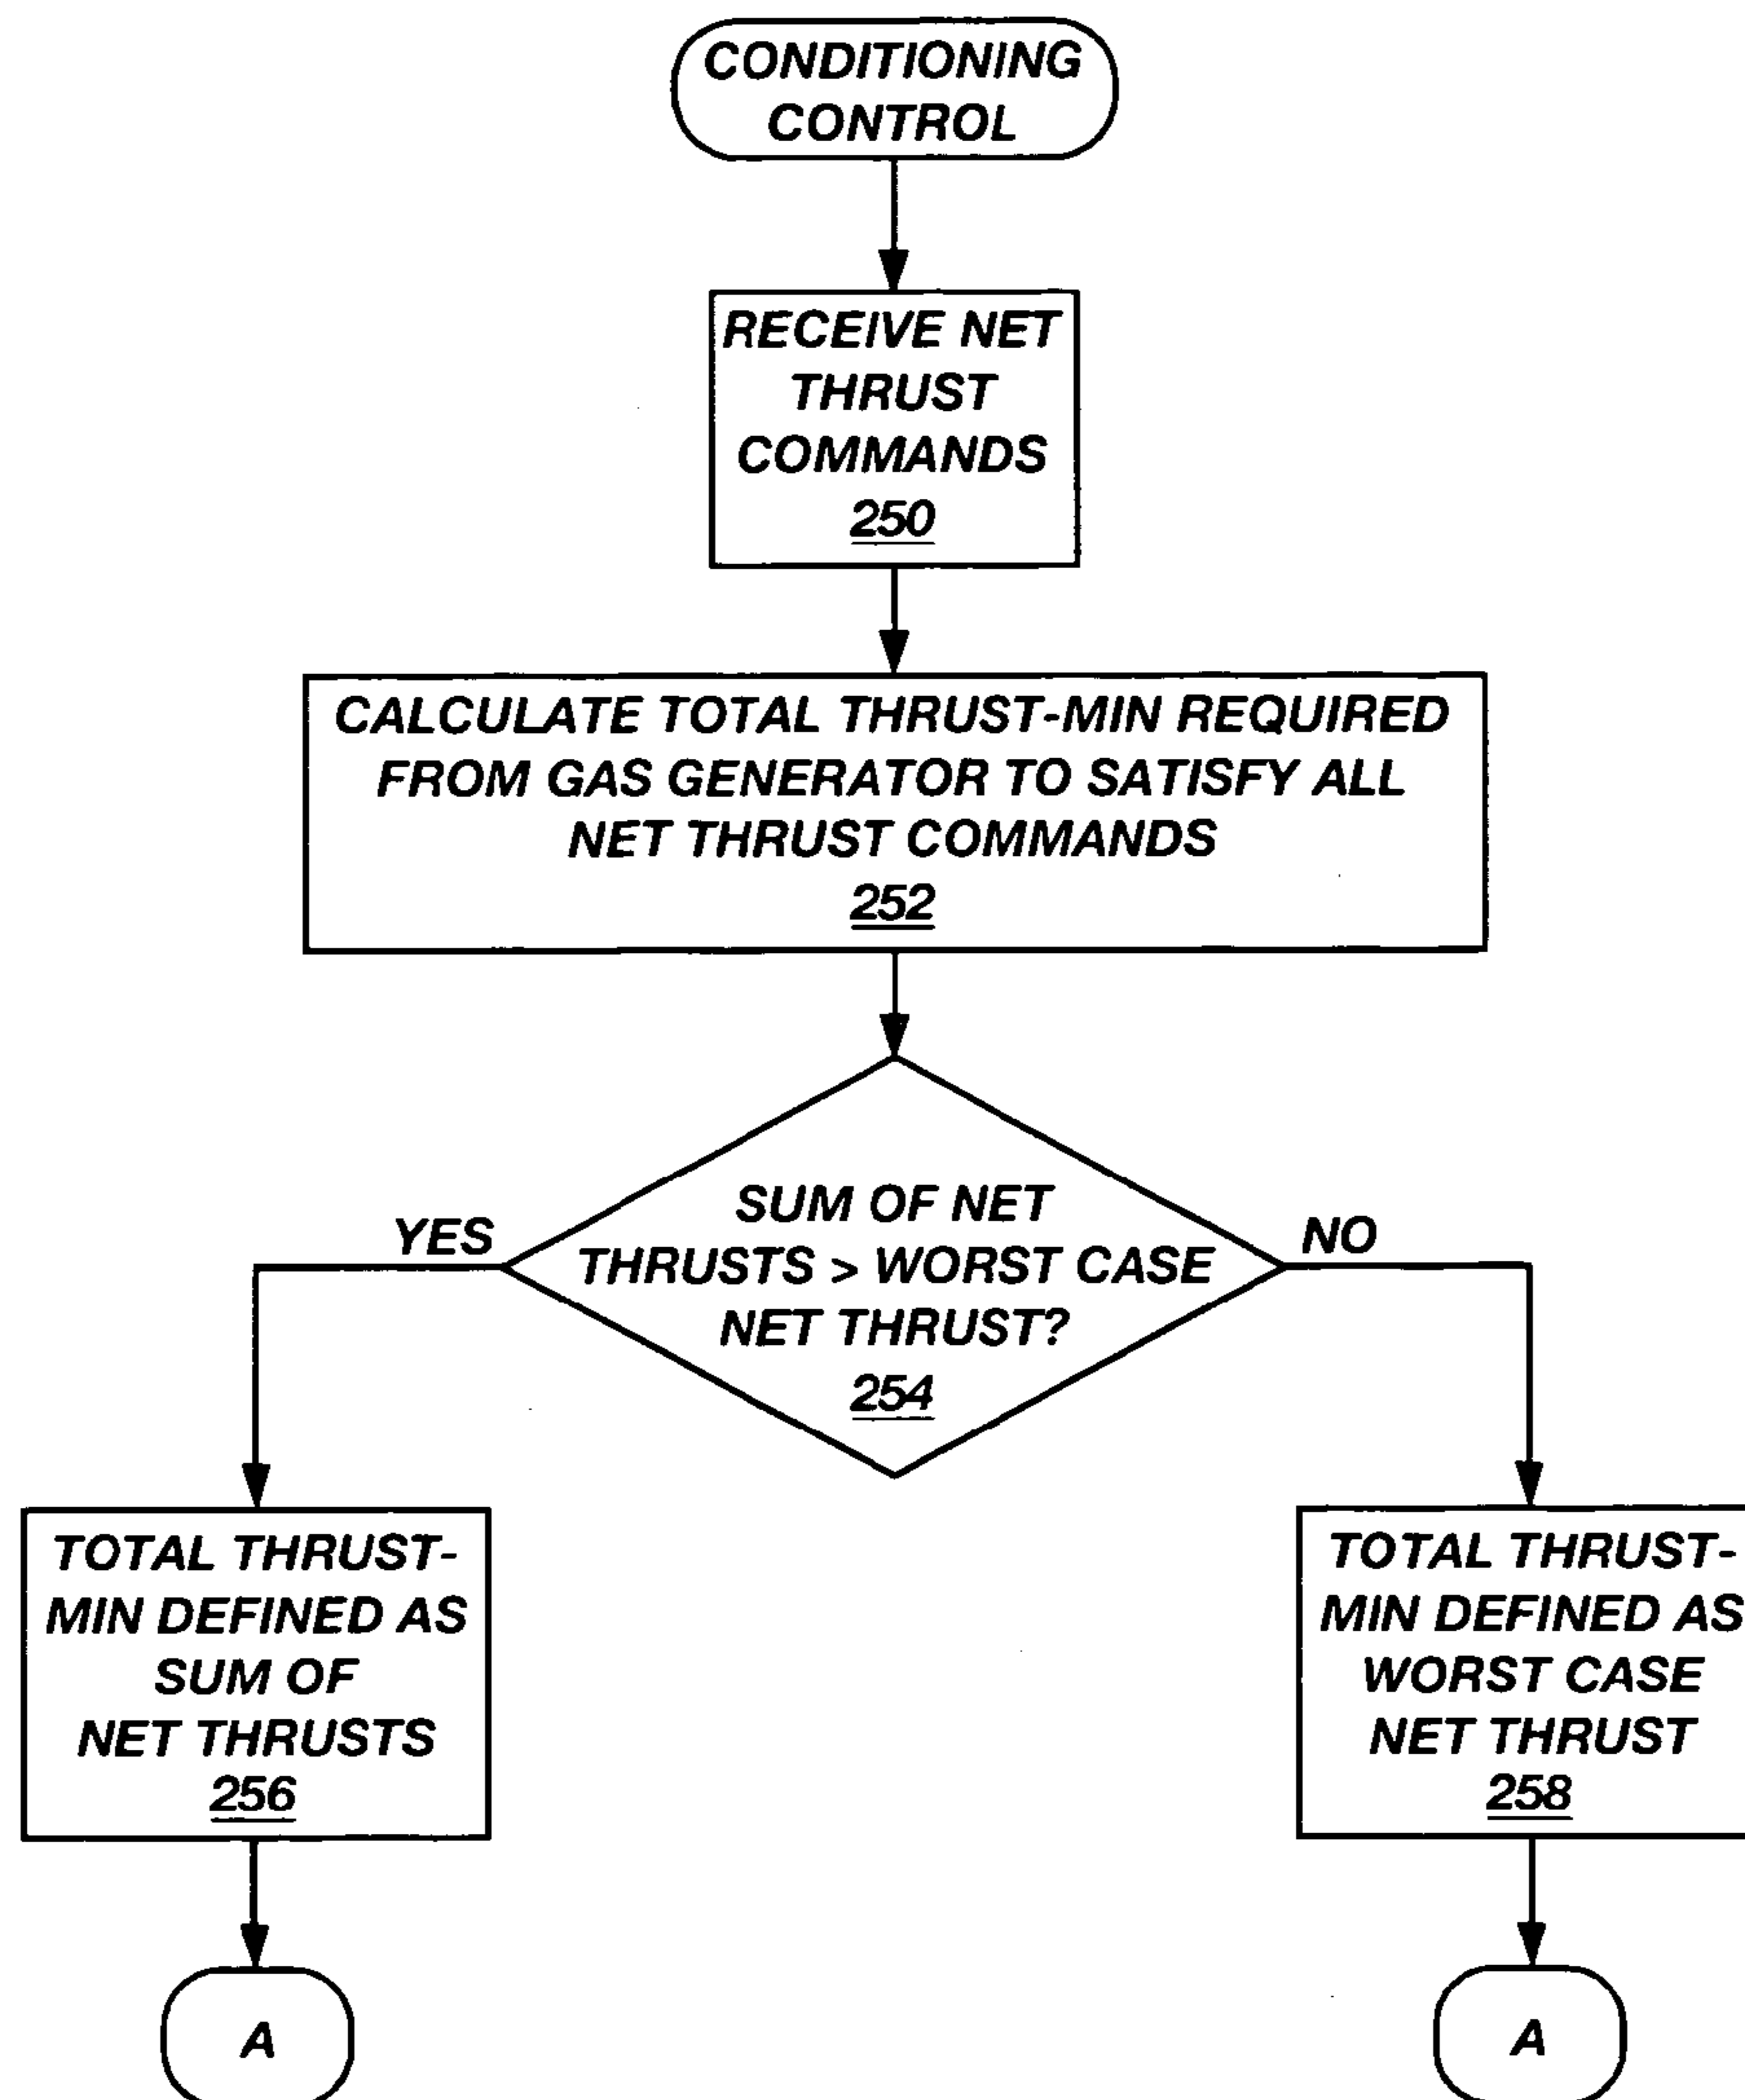 CONDITIONING
CONTROL
RECEIVE NET
THRUST
COMMANDS
250
CALCULATE TOTAL THRUST-MIN REQUIRED
FROM GAS GENERATOR TO SATISFY ALL
NET THRUST COMMANDS
252
SUM OF NET
THRUSTS > WORST CASE
NET THRUST?
254
YES
NO
TOTAL THRUST-
MIN DEFINED AS
SUM OF
NET THRUSTS
256
TOTAL THRUST-
MIN DEFINED AS
WORST CASE
NET THRUST
258
A
A